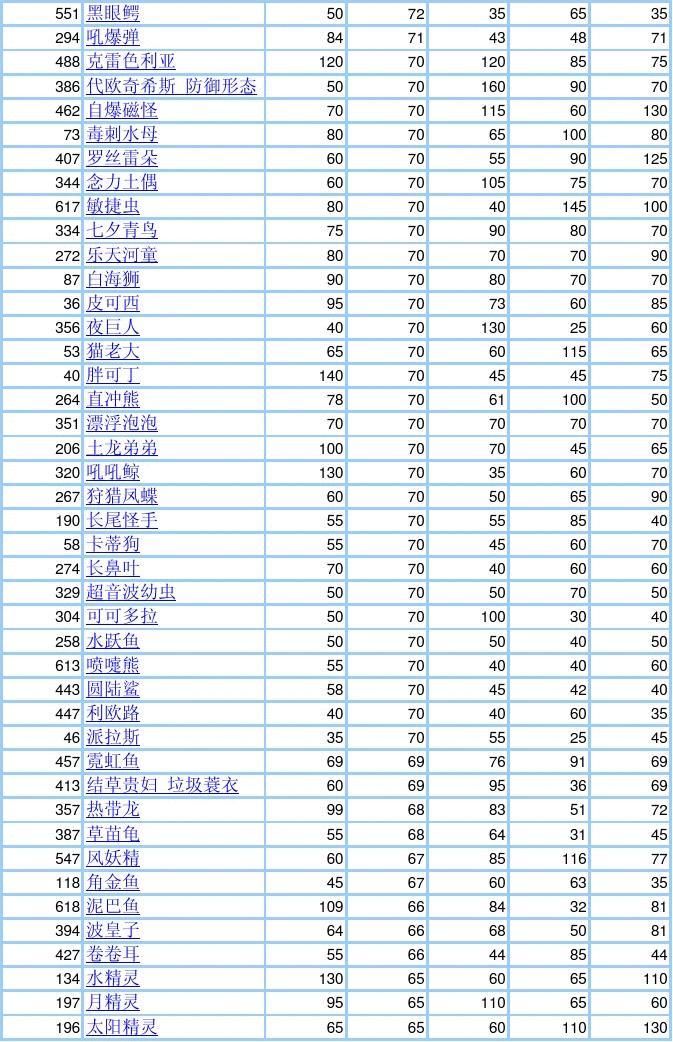 551 黑眼鳄 50 72 35 65 35
294 吼爆弹 84 71 43 48 71
488 克雷色利亚 120 70 120 85 75
386 代欧奇希斯 防御形态 50 70 160 90 70
462 自爆磁怪 70 70 115 60 130
73 毒刺水母 80 70 65 100 80
407 罗丝雷朵 60 70 55 90 125
344 念力土偶 60 70 105 75 70
617 敏捷虫 80 70 40 145 100
334 七夕青鸟 75 70 90 80 70
272 乐天河童 80 70 70 70 90
87 白海狮 90 70 80 70 70
36 皮可西 95 70 73 60 85
356 夜巨人 40 70 130 25 60
53 猫老大 65 70 60 115 65
40 胖可丁 140 70 45 45 75
264 直冲熊 78 70 61 100 50
351 漂浮泡泡 70 70 70 70 70
206 土龙弟弟 100 70 70 45 65
320 吼吼鲸 130 70 35 60 70
267 狩猎凤蝶 60 70 50 65 90
190 长尾怪手 55 70 55 85 40
58 卡蒂狗 55 70 45 60 70
274 长鼻叶 70 70 40 60 60
329 超音波幼虫 50 70 50 70 50
304 可可多拉 50 70 100 30 40
258 水跃鱼 50 70 50 40 50
613 喷嚏熊 55 70 40 40 60
443 圆陆鲨 58 70 45 42 40
447 利欧路 40 70 40 60 35
46 派拉斯 35 70 55 25 45
457 霓虹鱼 69 69 76 91 69
413 结草贵妇 垃圾蓑衣 60 69 95 36 69
357 热带龙 99 68 83 51 72
387 草苗龟 55 68 64 31 45
547 风妖精 60 67 85 116 77
118 角金鱼 45 67 60 63 35
618 泥巴鱼 109 66 84 32 81
394 波皇子 64 66 68 50 81
427 卷卷耳 55 66 44 85 44
134 水精灵 130 65 60 65 110
197 月精灵 95 65 110 65 60
196 太阳精灵 65 65 60 110 130